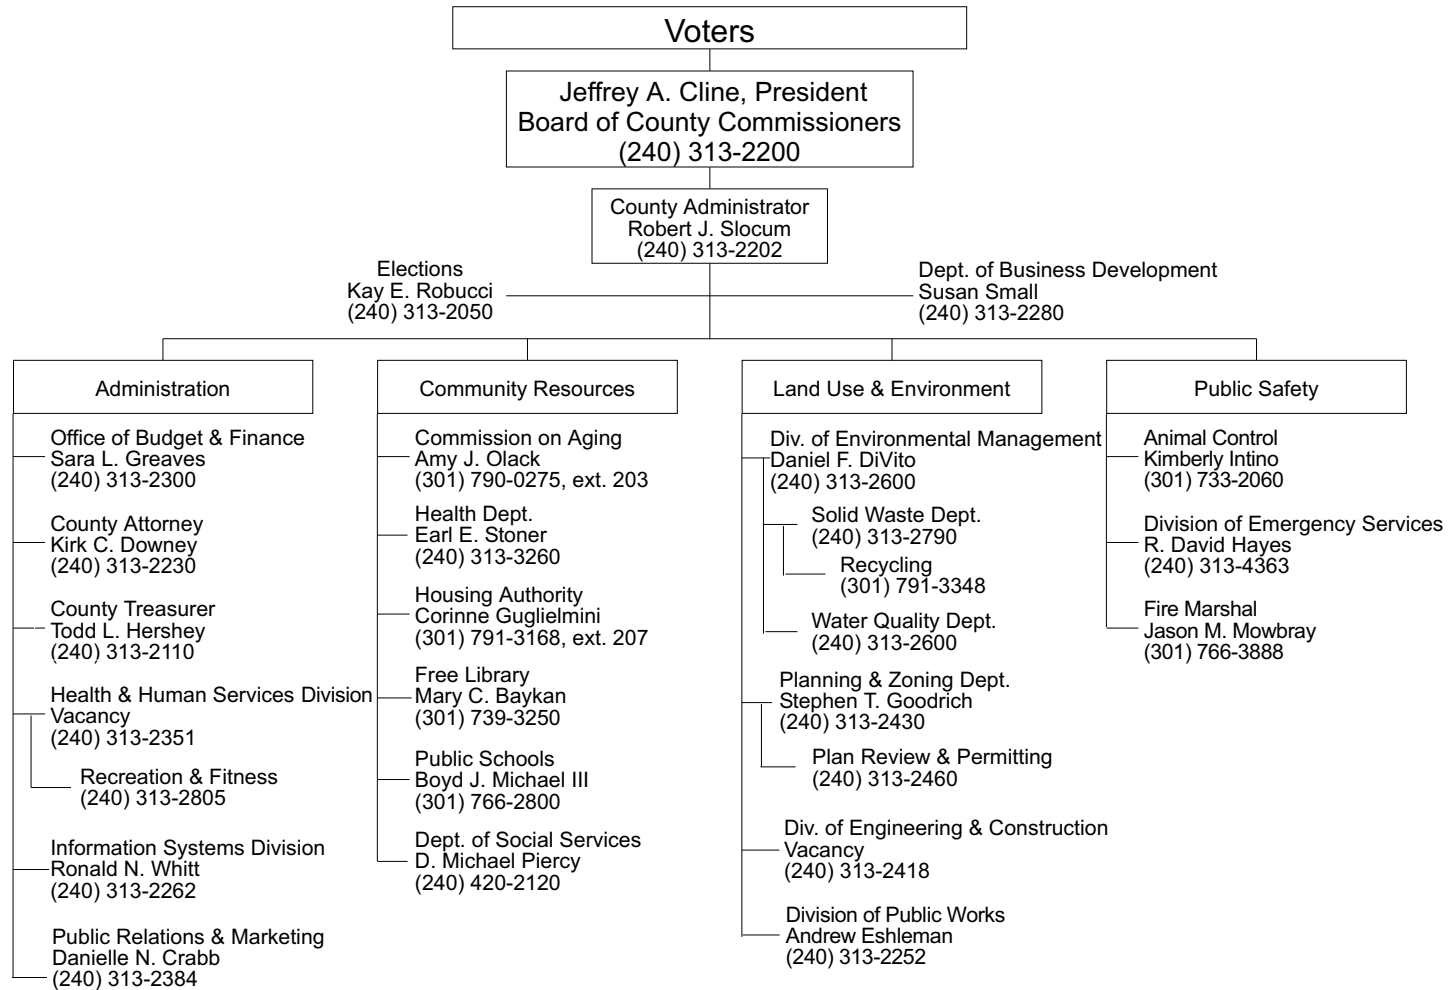 Voters
Jeffrey A. Cline, President
Board of County Commissioners
(240) 313-2200
County Administrator
Robert J. Slocum
(240) 313-2202
Elections
Kay E. Robucci
(240) 313-2050
Dept. of Business Development
Susan Small
(240) 313-2280
Administration
Office of Budget & Finance
Sara L. Greaves
(240) 313-2300
County Attorney
Kirk C. Downey
(240) 313-2230
County Treasurer
Todd L. Hershey
(240) 313-2110
Health & Human Services Division
Vacancy
(240) 313-2351
Recreation & Fitness
(240) 313-2805
Information Systems Division
Ronald N. Whitt
(240) 313-2262
Public Relations & Marketing
Danielle N. Crabb
(240) 313-2384
Community Resources
Commission on Aging
Amy J. Olack
(301) 790-0275, ext. 203
Health Dept.
Earl E. Stoner
(240) 313-3260
Housing Authority
Corinne Guglielmini
(301) 791-3168, ext. 207
Free Library
Mary C. Baykan
(301) 739-3250
Public Schools
Boyd J. Michael III
(301) 766-2800
Dept. of Social Services
D. Michael Piercy
(240) 420-2120
Land Use & Environment
Div. of Environmental Management
Daniel F. DiVito
(240) 313-2600
Solid Waste Dept.
(240) 313-2790
Recycling
(301) 791-3348
Water Quality Dept.
(240) 313-2600
Planning & Zoning Dept.
Stephen T. Goodrich
(240) 313-2430
Plan Review & Permitting
(240) 313-2460
Div. of Engineering & Construction
Vacancy
(240) 313-2418
Division of Public Works
Andrew Eshleman
(240) 313-2252
Public Safety
Animal Control
Kimberly Intino
(301) 733-2060
Division of Emergency Services
R. David Hayes
(240) 313-4363
Fire Marshal
Jason M. Mowbray
(301) 766-3888